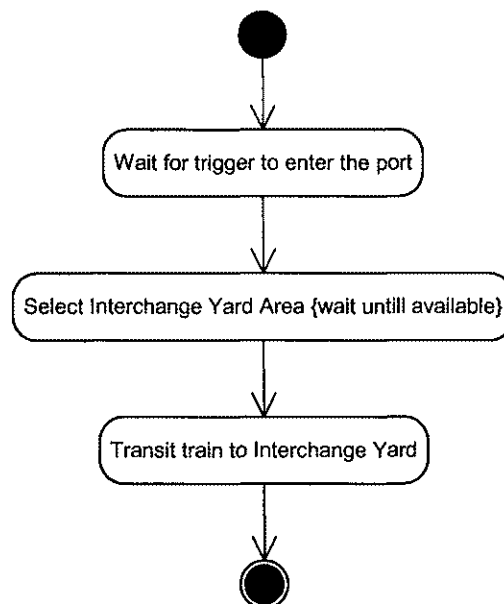 Wait for trigger to enter the port
Select Interchange Yard Area {wait untill available}
Transit train to Interchange Yard